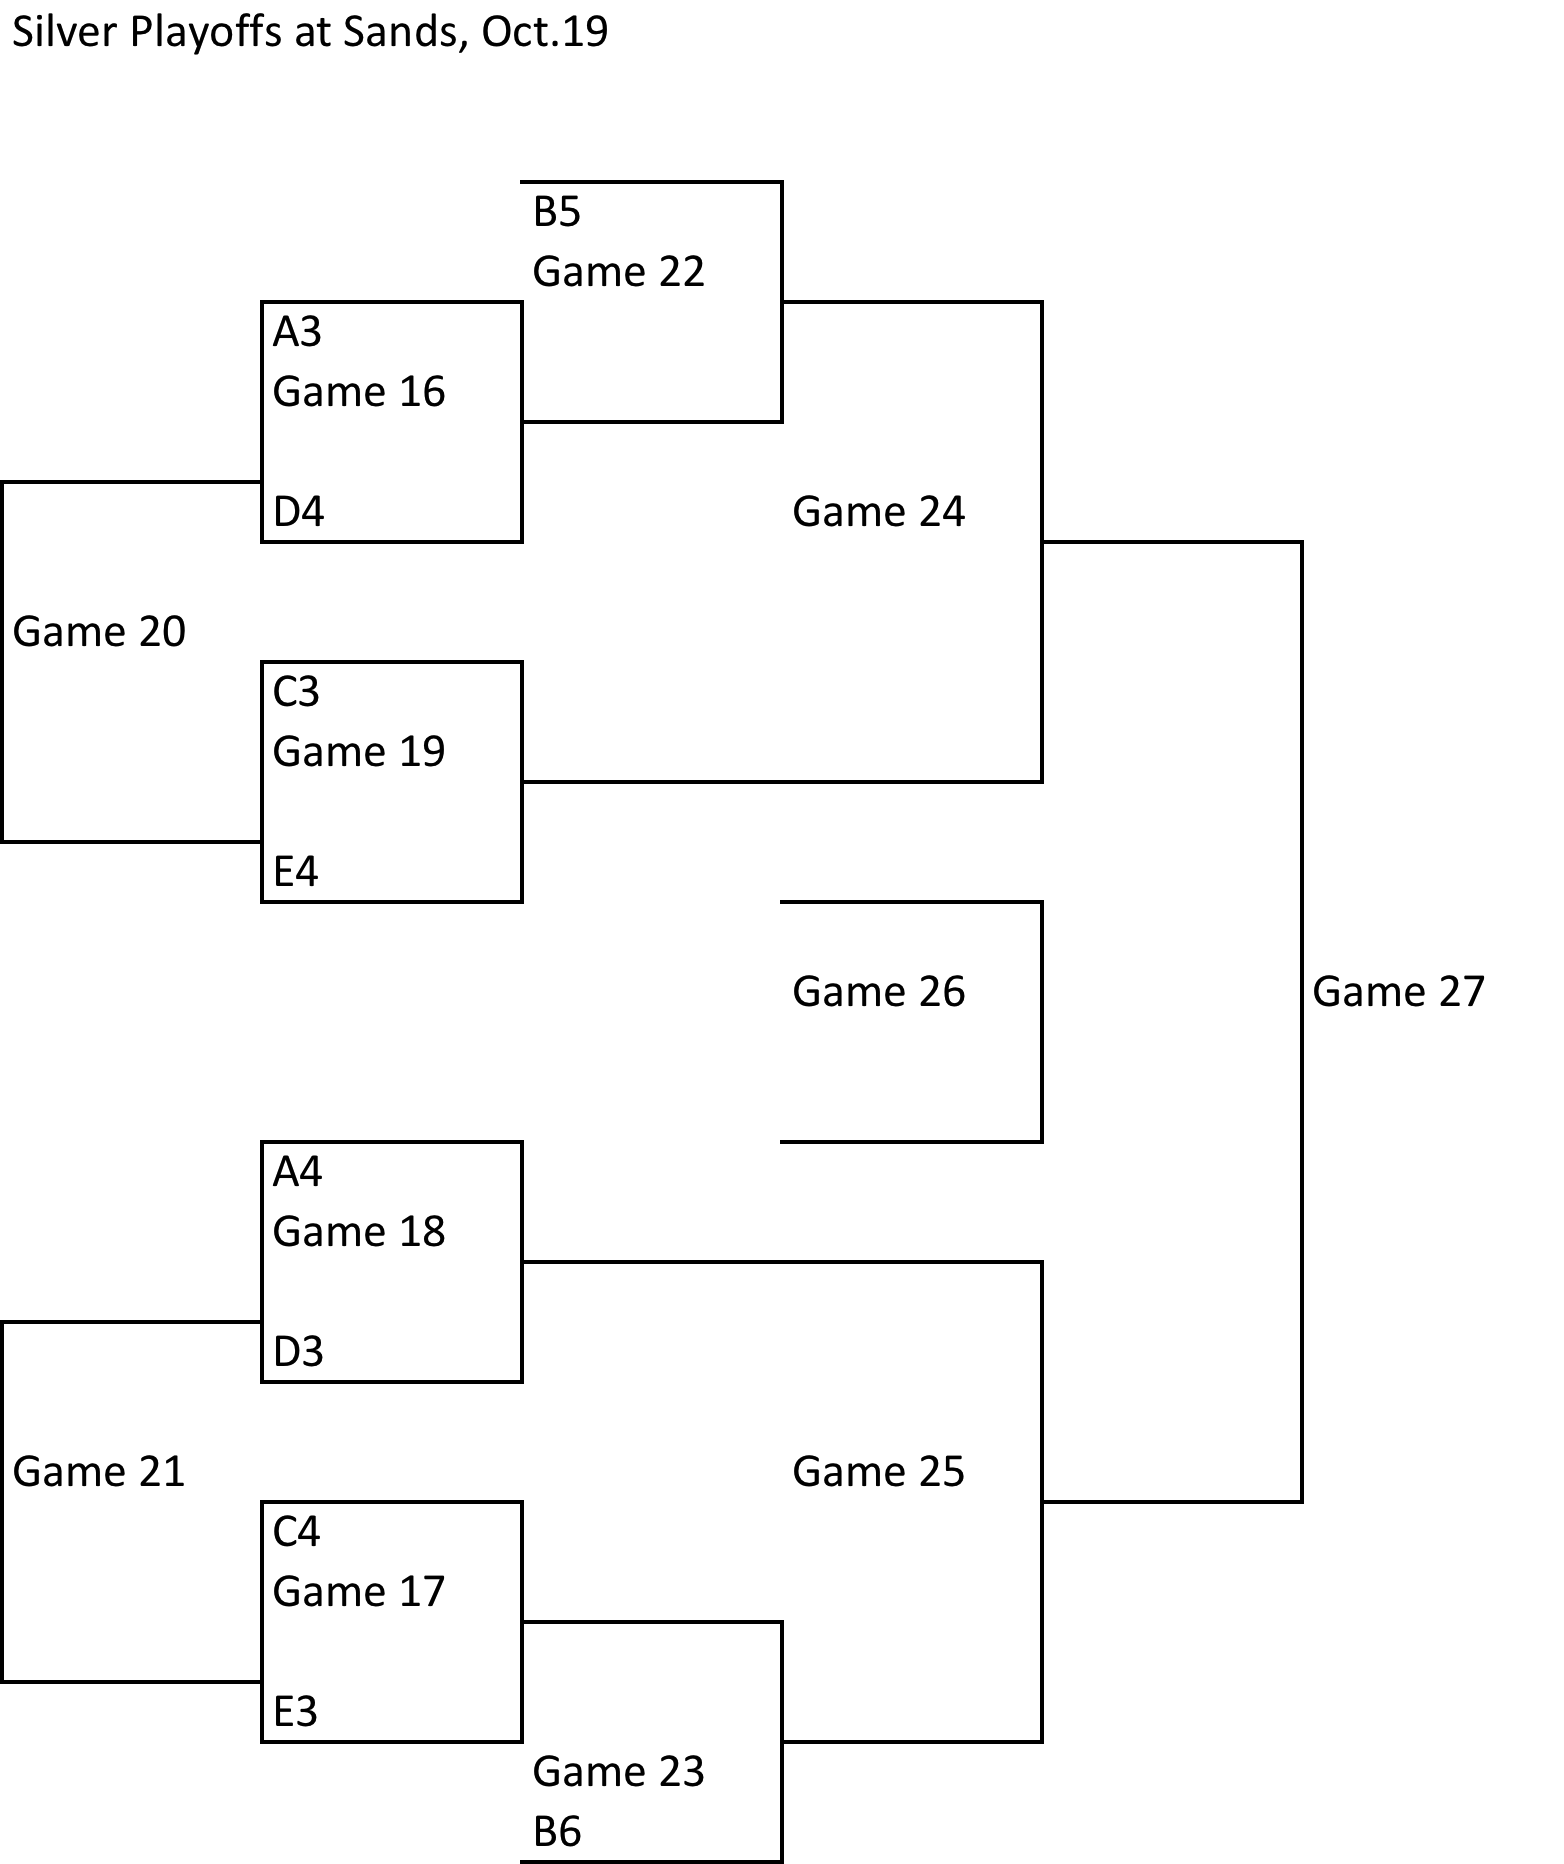 Silver Playoffs at Sands, Oct.19
B5
Game 22
A3
Game 16
D4
Game 24
Game 20
C3
Game 19
E4
Game 26
Game 27
A4
Game 18
D3
Game 21
Game 25
C4
Game 17
E3
Game 23
B6